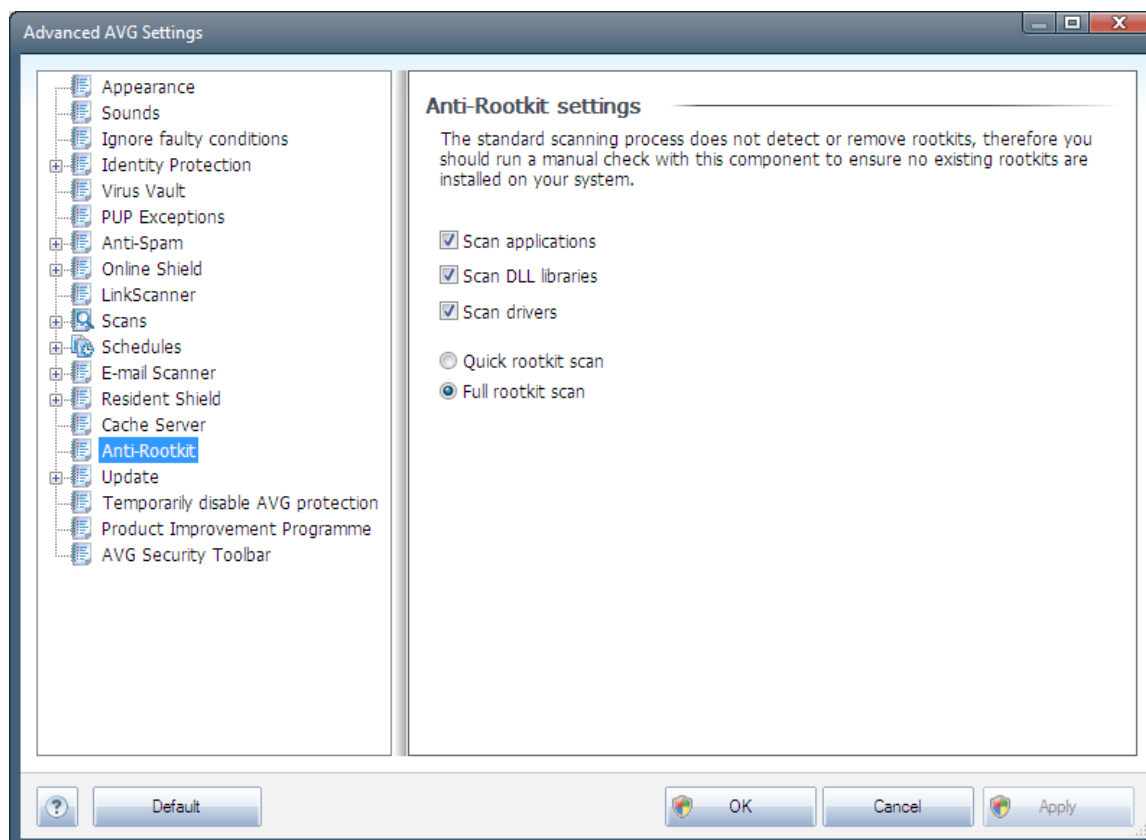 Advanced AVG Settings
Appearance
Sounds
Ignore faulty conditions
Identity Protection
Virus Vault
PUP Exceptions
Anti-Spam
Online Shield
LinkScanner
Scans
Schedules
E-mail Scanner
Resident Shield
Cache Server
Anti-Rootkit
Update
Temporarily disable AVG protection
Product Improvement Programme
AVG Security Toolbar
Anti-Rootkit settings
The standard scanning process does not detect or remove rootkits, therefore you
should run a manual check with this component to ensure no existing rootkits are
installed on your system.
Scan applications
Scan DLL libraries
Scan drivers
Quick rootkit scan
Full rootkit scan
?
Default
OK
Cancel
Apply